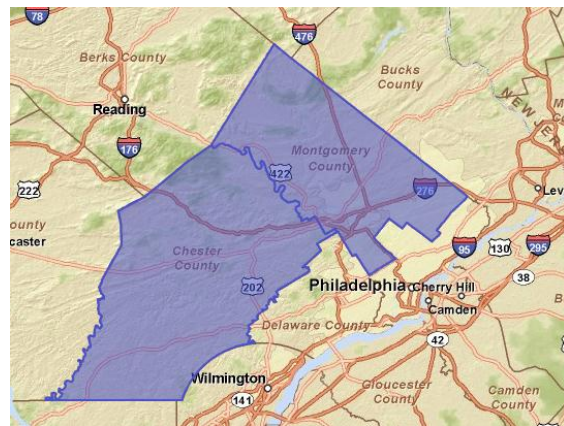 78
476
Berks County
Bucks
County
Reading
NEW JER
Montgomery
County
176
422
276
222
Lev
ounty
caster
Chester
County
95
130
295
202
38
Philadelphia
Cherry Hill
Camden
Delaware County
42
Wilmington
141
Gloucester
County
Camden
County